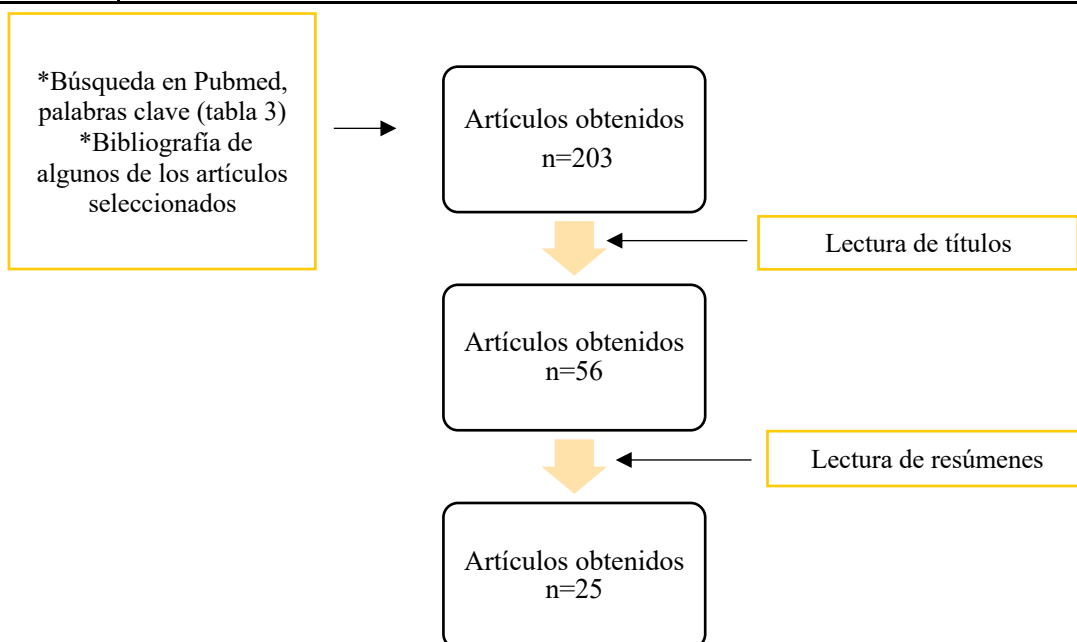 *Búsqueda en Pubmed,
palabras clave (tabla 3)
*Bibliografía de
algunos de los artículos
seleccionados
Artículos obtenidos
n=203
Lectura de títulos
Artículos obtenidos
n=56
Lectura de resúmenes
Artículos obtenidos
n=25